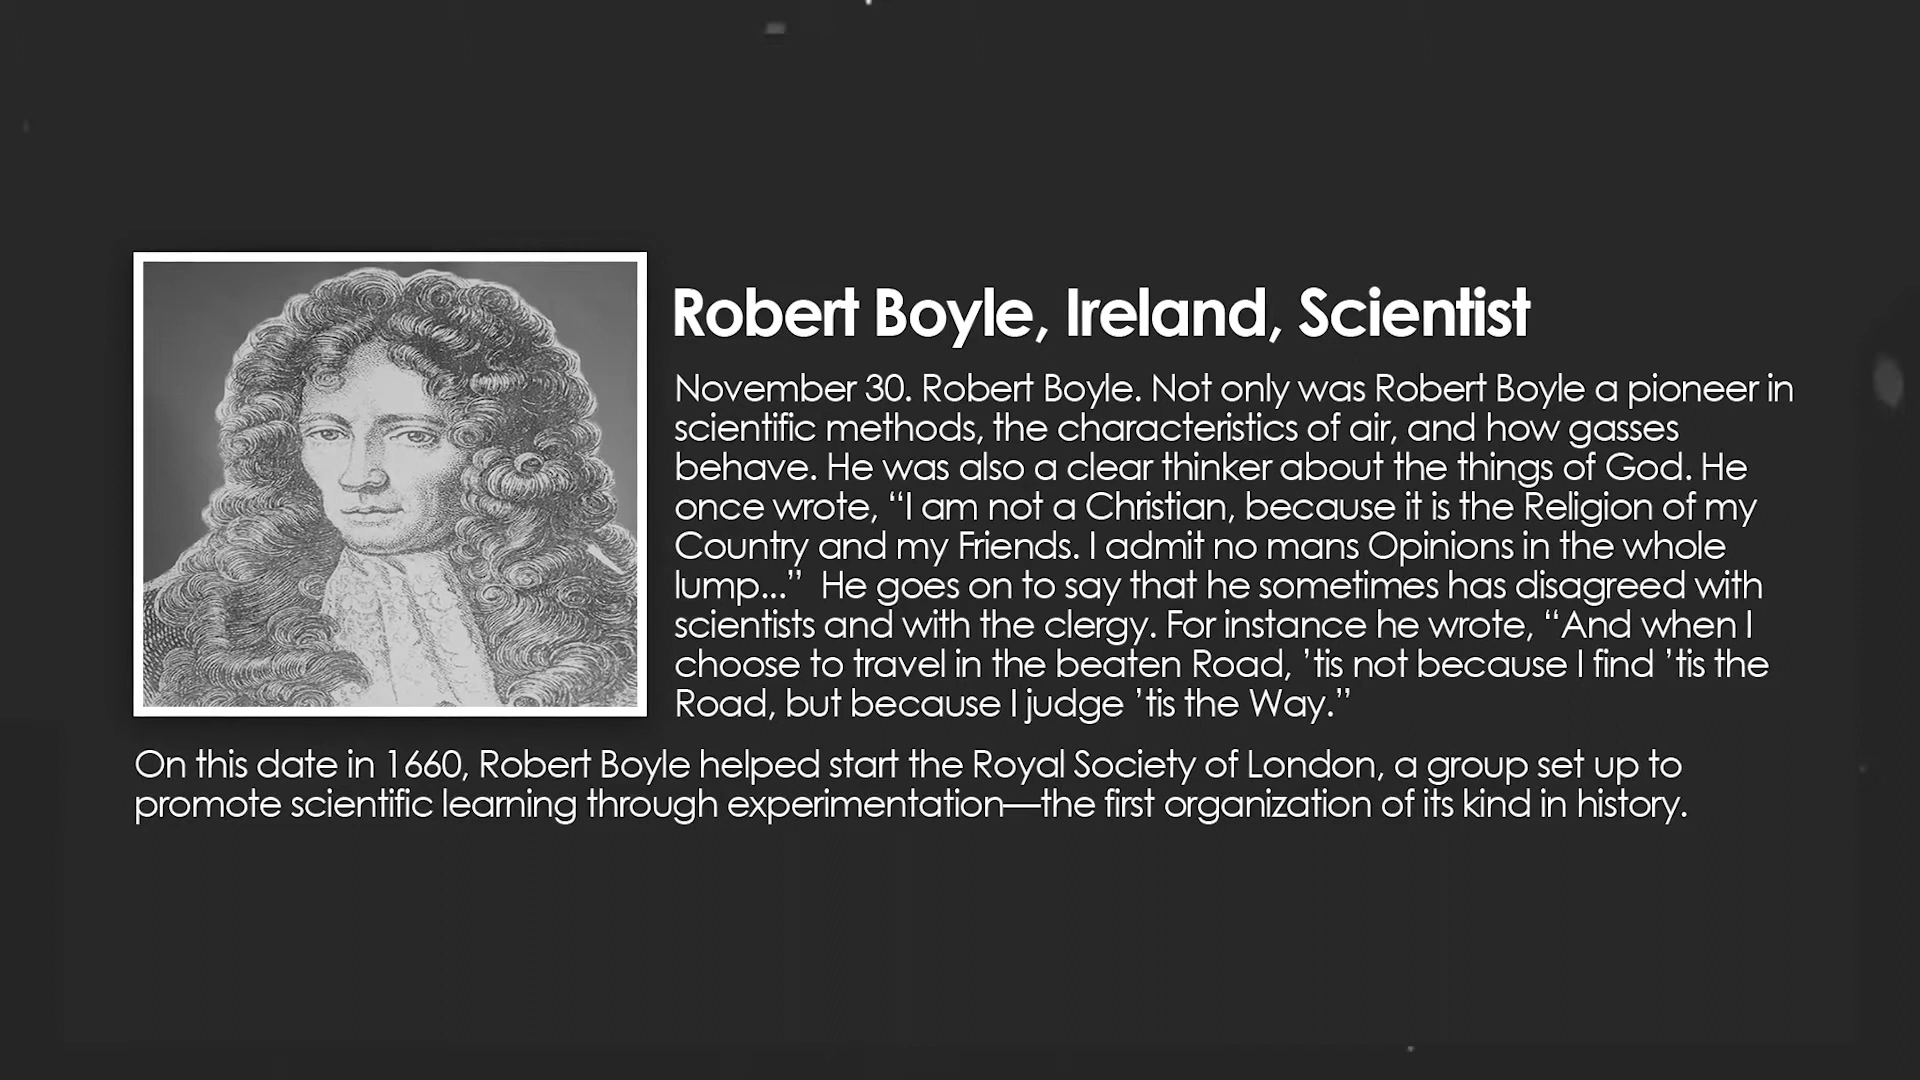 Robert Boyle, Ireland, Scientist
November 30. Robert Boyle. Not only was Robert Boyle a pioneer in
scientific methods, the characteristics of air, and how gasses
behave. He was also a clear thinker about the things of God. He
once wrote, “I am not a Christian, because it is the Religion of my
Country and my Friends. I admit no mans Opinions in the whole
lump...”  He goes on to say that he sometimes has disagreed with
scientists and with the clergy. For instance he wrote, “And when I
choose to travel in the beaten Road, ’tis not because I find ’tis the
Road, but because I judge ’tis the Way.”
On this date in 1660, Robert Boyle helped start the Royal Society of London, a group set up to
promote scientific learning through experimentation—the first organization of its kind in history.